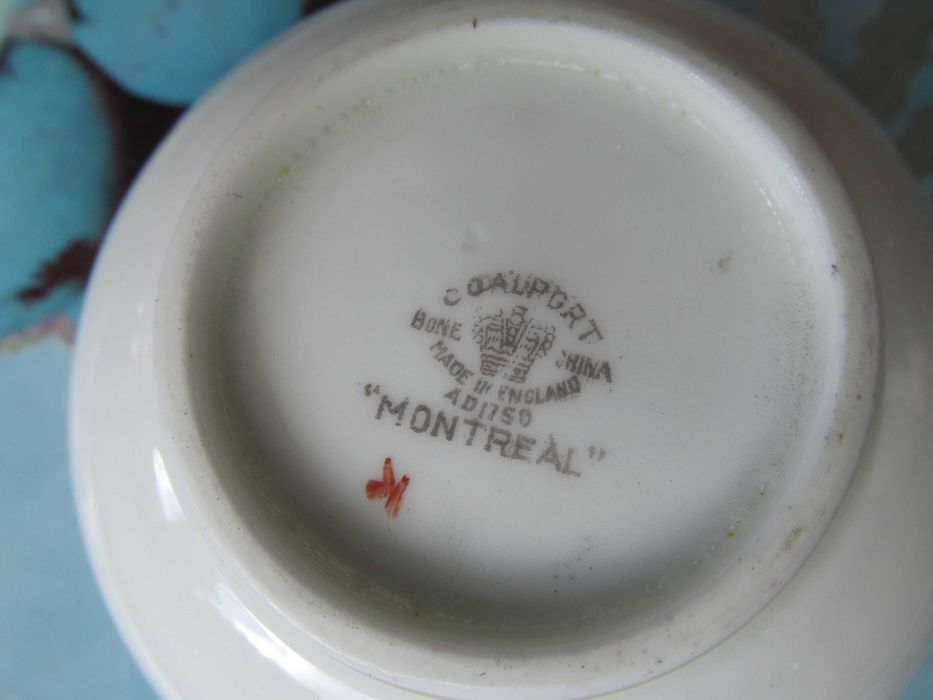 COALPORT
BONE CHINA
MADE IN ENGLAND
AD1750
"MONTREAL"